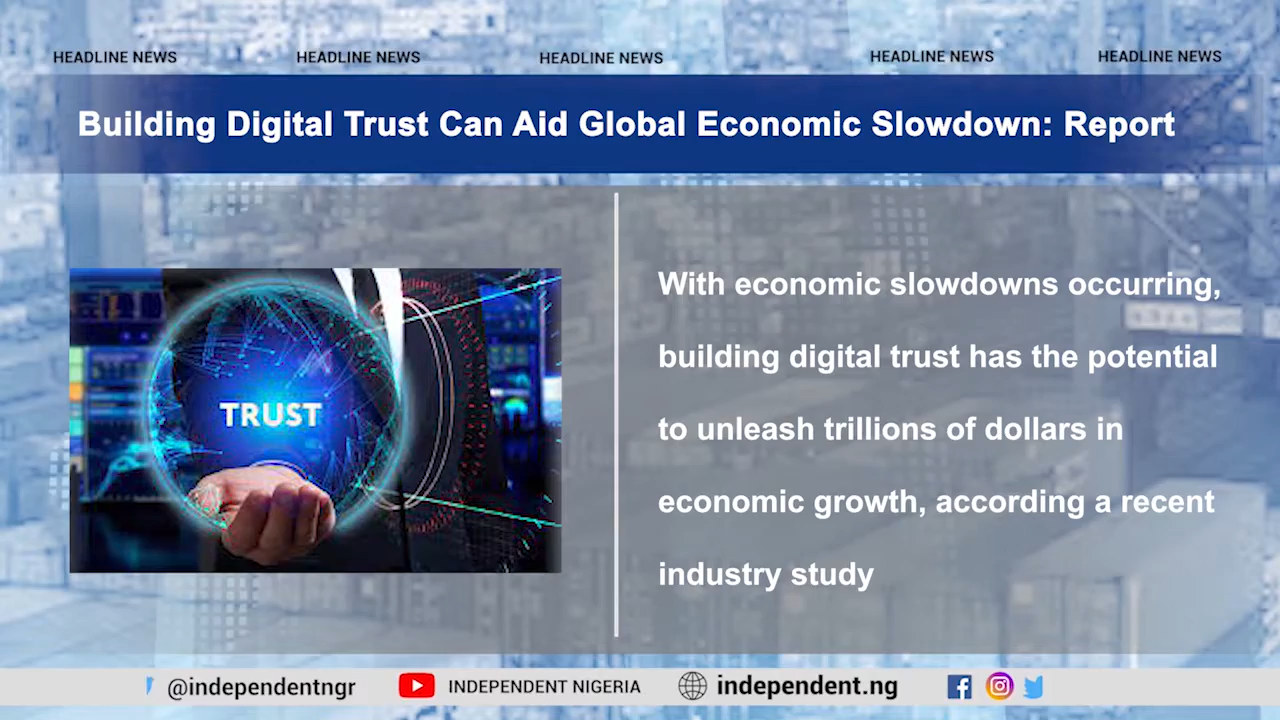 HEADLINE NEWS HEADLINE NEWS HEADLINE NEWS HEADLINE NEWS HEADLINE NEWS
Building Digital Trust Can Aid Global Economic Slowdown: Report
TRUST
With economic slowdowns occurring,
building digital trust has the potential
to unleash trillions of dollars in
economic growth, according a recent
industry study
@independentngr INDEPENDENT NIGERIA independent.ng